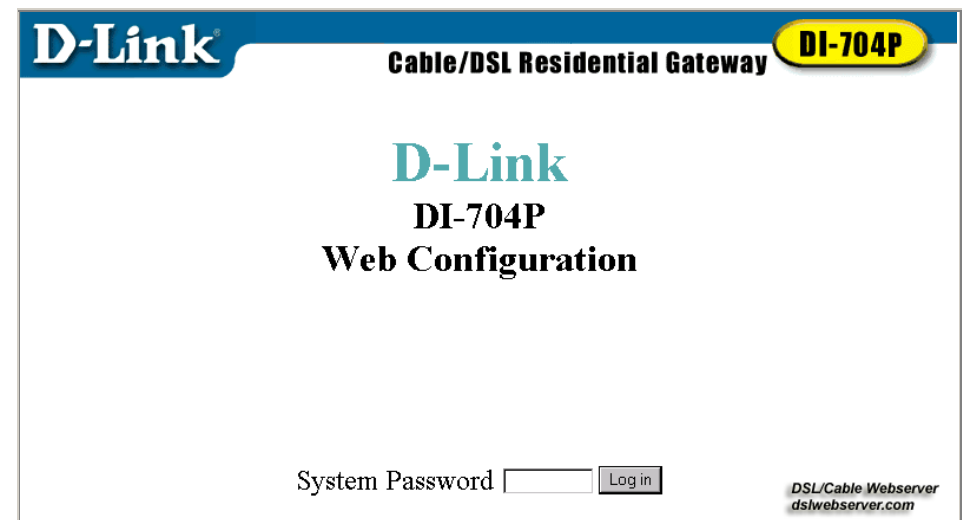 D-Link
Cable/DSL Residential Gateway DI-704P
D-Link
DI-704P
Web Configuration
System Password Log in
DSL/Cable Webserver
dslwebserver.com